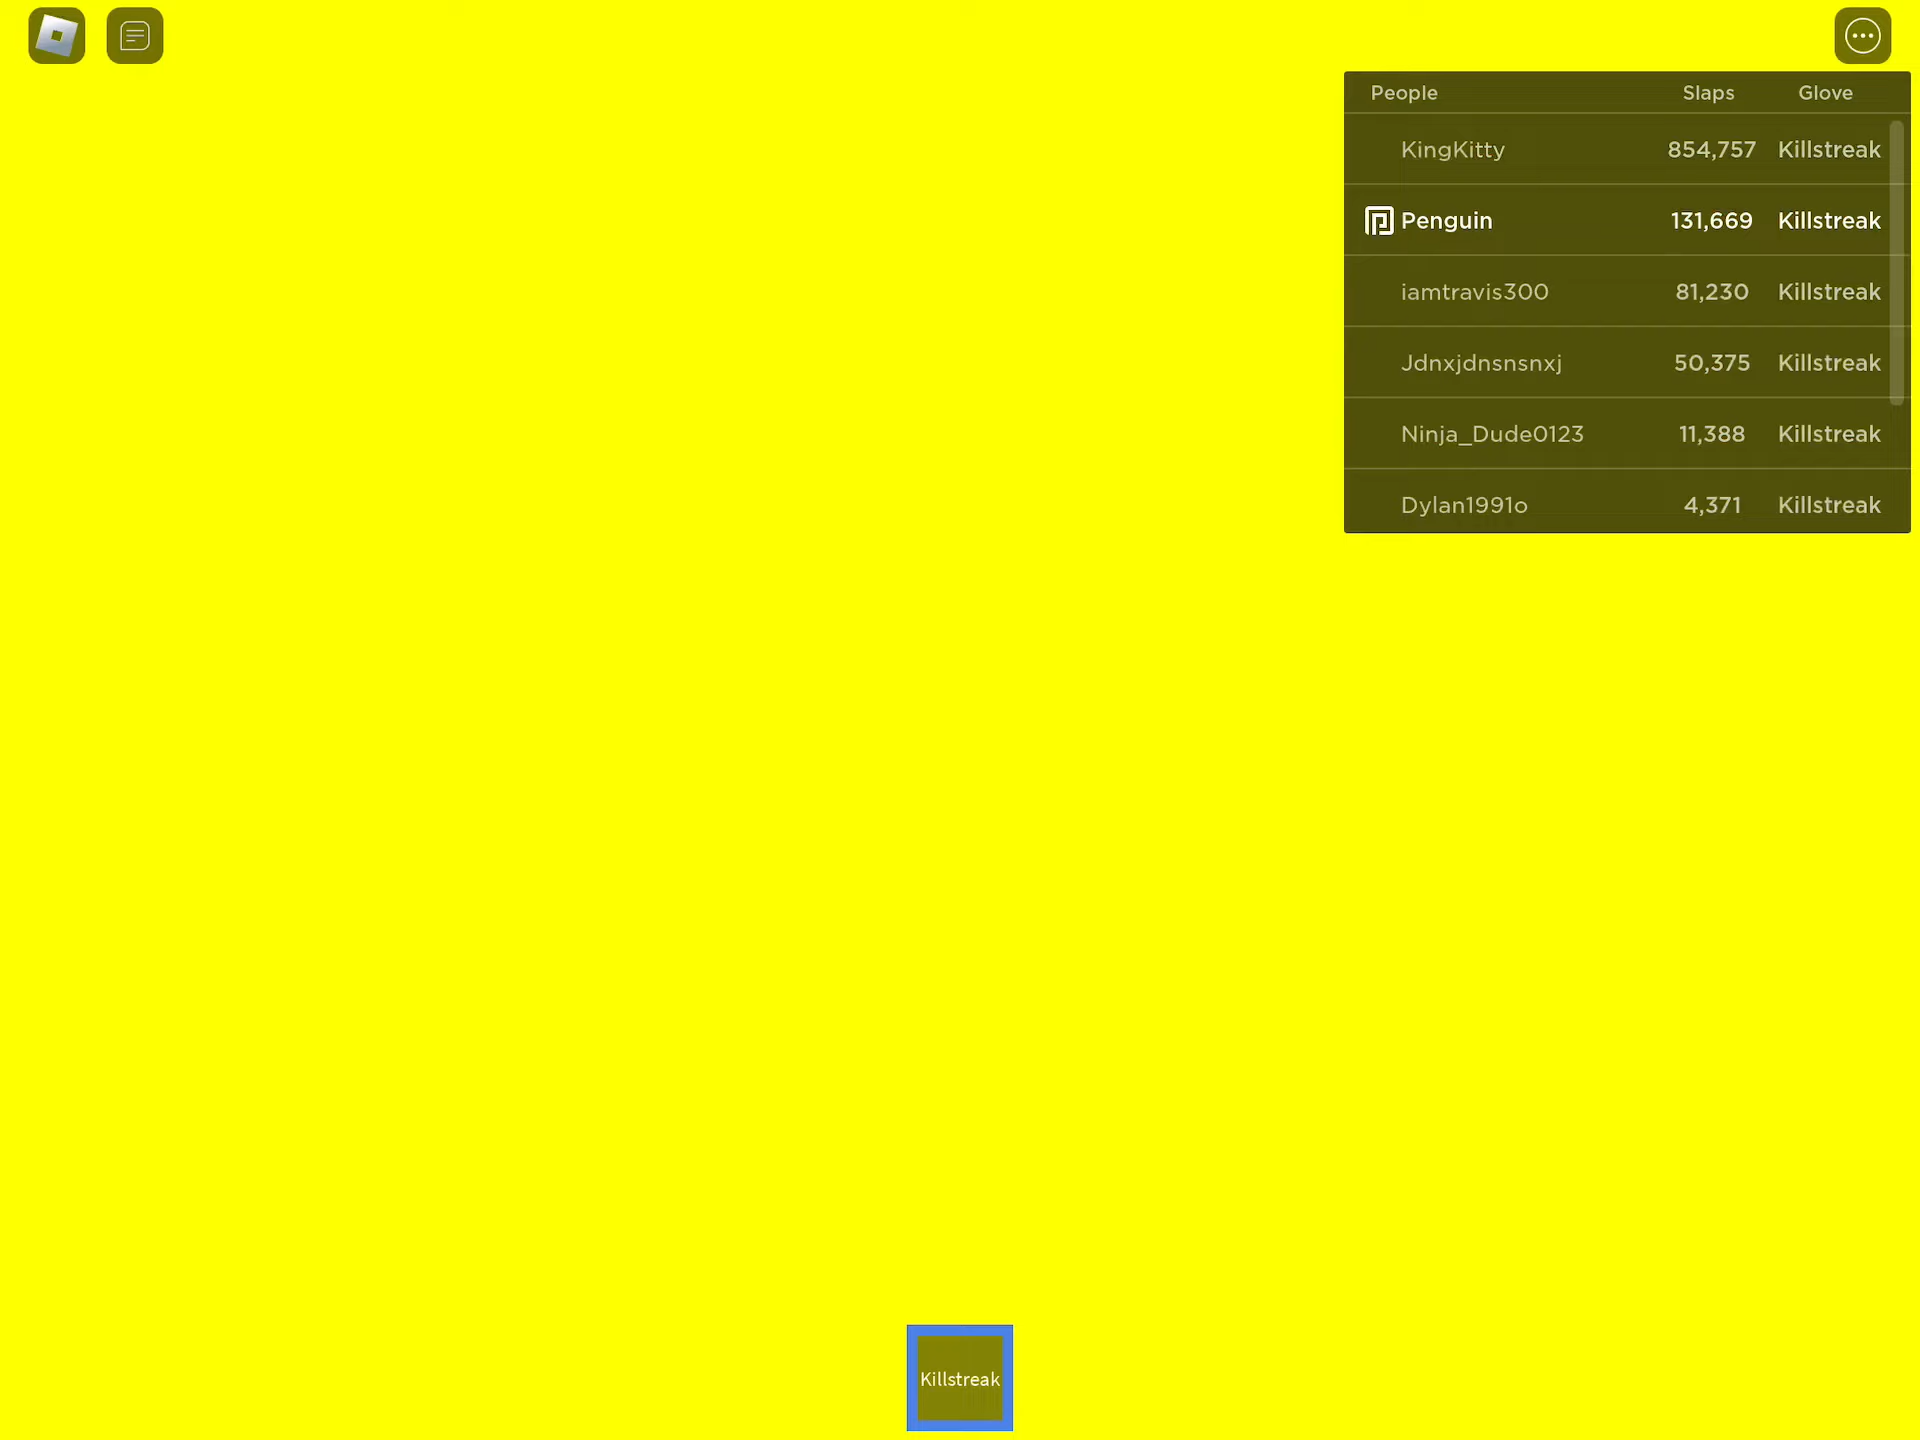 People Slaps Glove
KingKitty 854,757 Killstreak
Penguin 131,669 Killstreak
iamtravis300 81,230 Killstreak
Jdnxjdnsnsnxj 50,375 Killstreak
Ninja_Dude0123 11,388 Killstreak
Dylan1991o 4,371 Killstreak
Killstreak